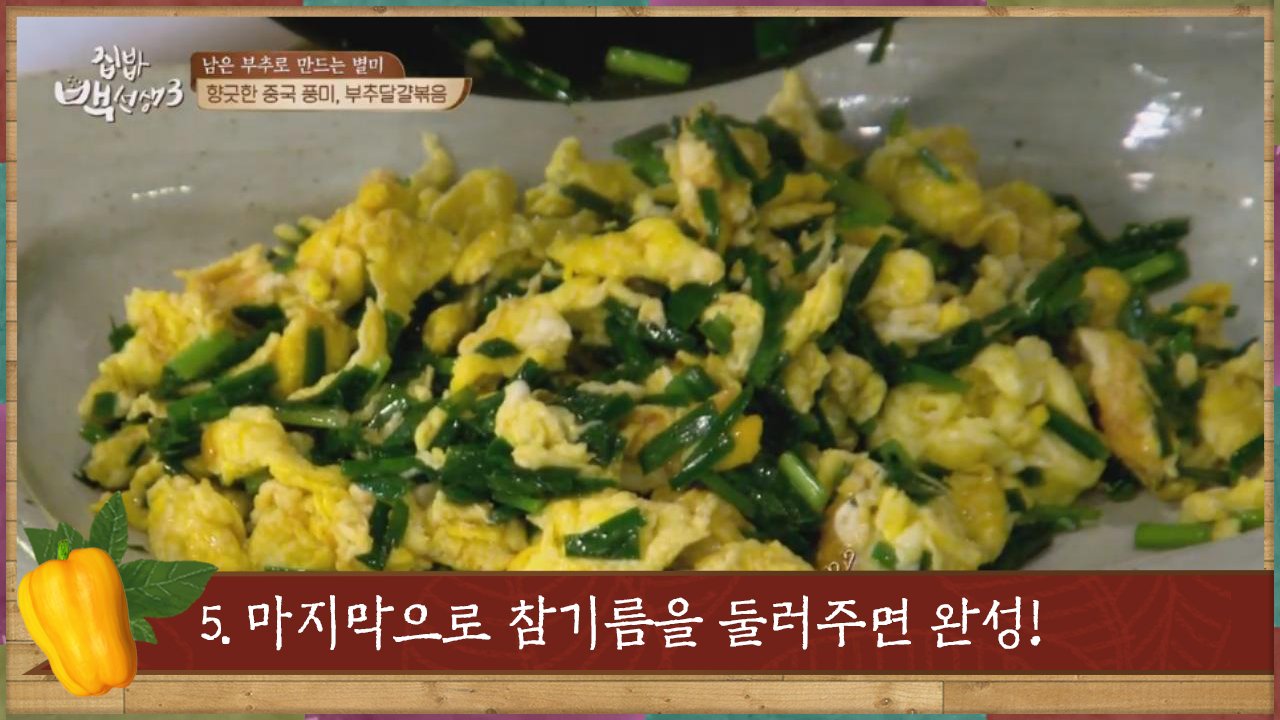 집밥
백선생3
남은 부추로 만드는 별미
향긋한 중국 풍미, 부추달걀볶음
5. 마지막으로 참기름을 둘러주면 완성!